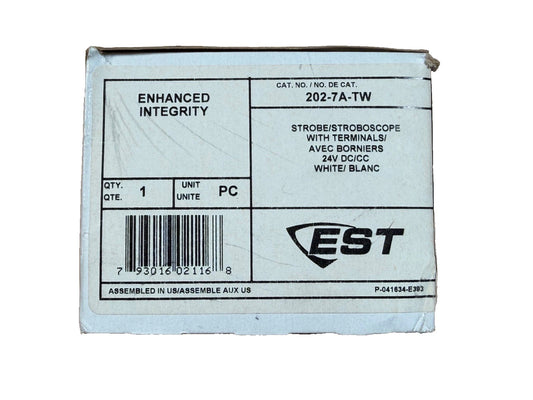 ENHANCED
INTEGRITY
CAT. NO. / NO. DE CAT.
202-7A-TW
STROBE/STROBOSCOPE
WITH TERMINALS/
AVEC BORNIERS
24V DC/CC
WHITE/ BLANC
QTY.
QTE.
1
UNIT
UNITE
PC
EST
7 93016 02116 8
ASSEMBLED IN US/ASSEMBLE AUX US
P-041634-E393